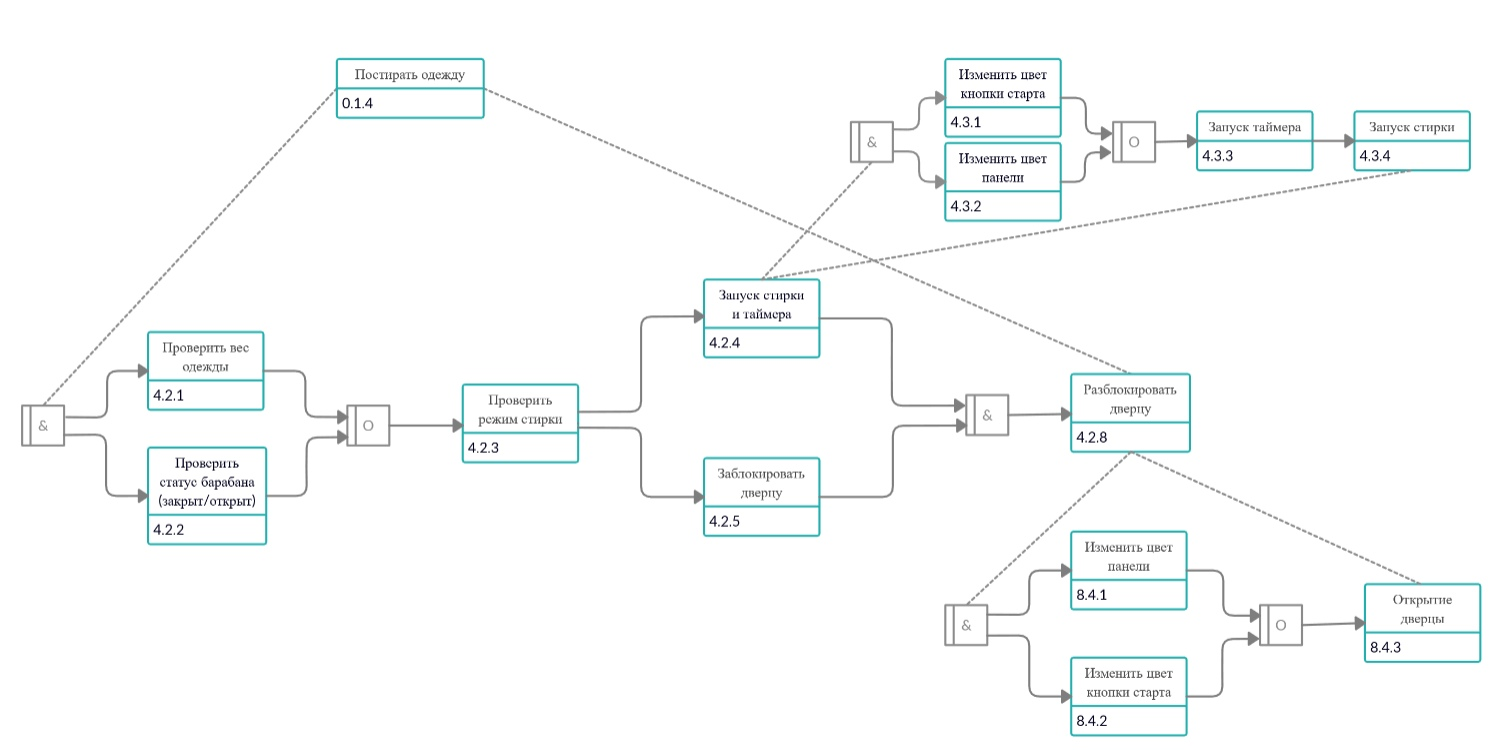 Постирать одежду
0.1.4
Изменить цвет
кнопки старта
4.3.1
&
Изменить цвет
панели
4.3.2
O
Запуск таймера
4.3.3
Запуск стирки
4.3.4
Запуск стирки
и таймера
4.2.4
Проверить вес
одежды
4.2.1
&
Проверить
статус барабана
(закрыт/открыт)
4.2.2
O
Проверить
режим стирки
4.2.3
Заблокировать
дверцу
4.2.5
&
Разблокировать
дверцу
4.2.8
&
Изменить цвет
панели
8.4.1
Изменить цвет
кнопки старта
8.4.2
O
Открытие
дверцы
8.4.3